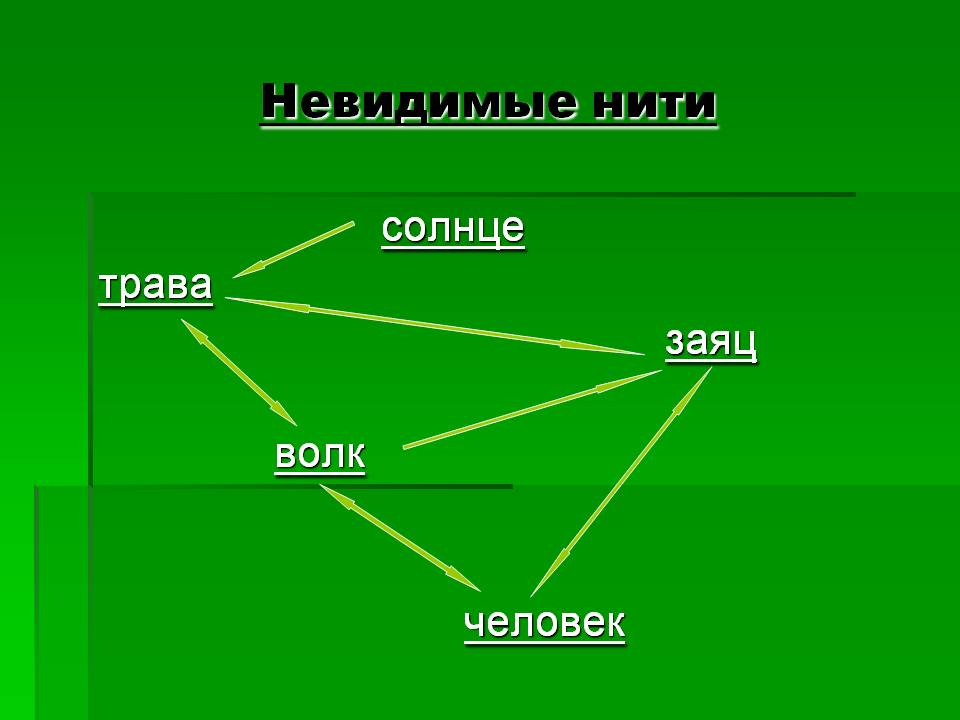 Невидимые нити
солнце
трава
заяц
волк
человек